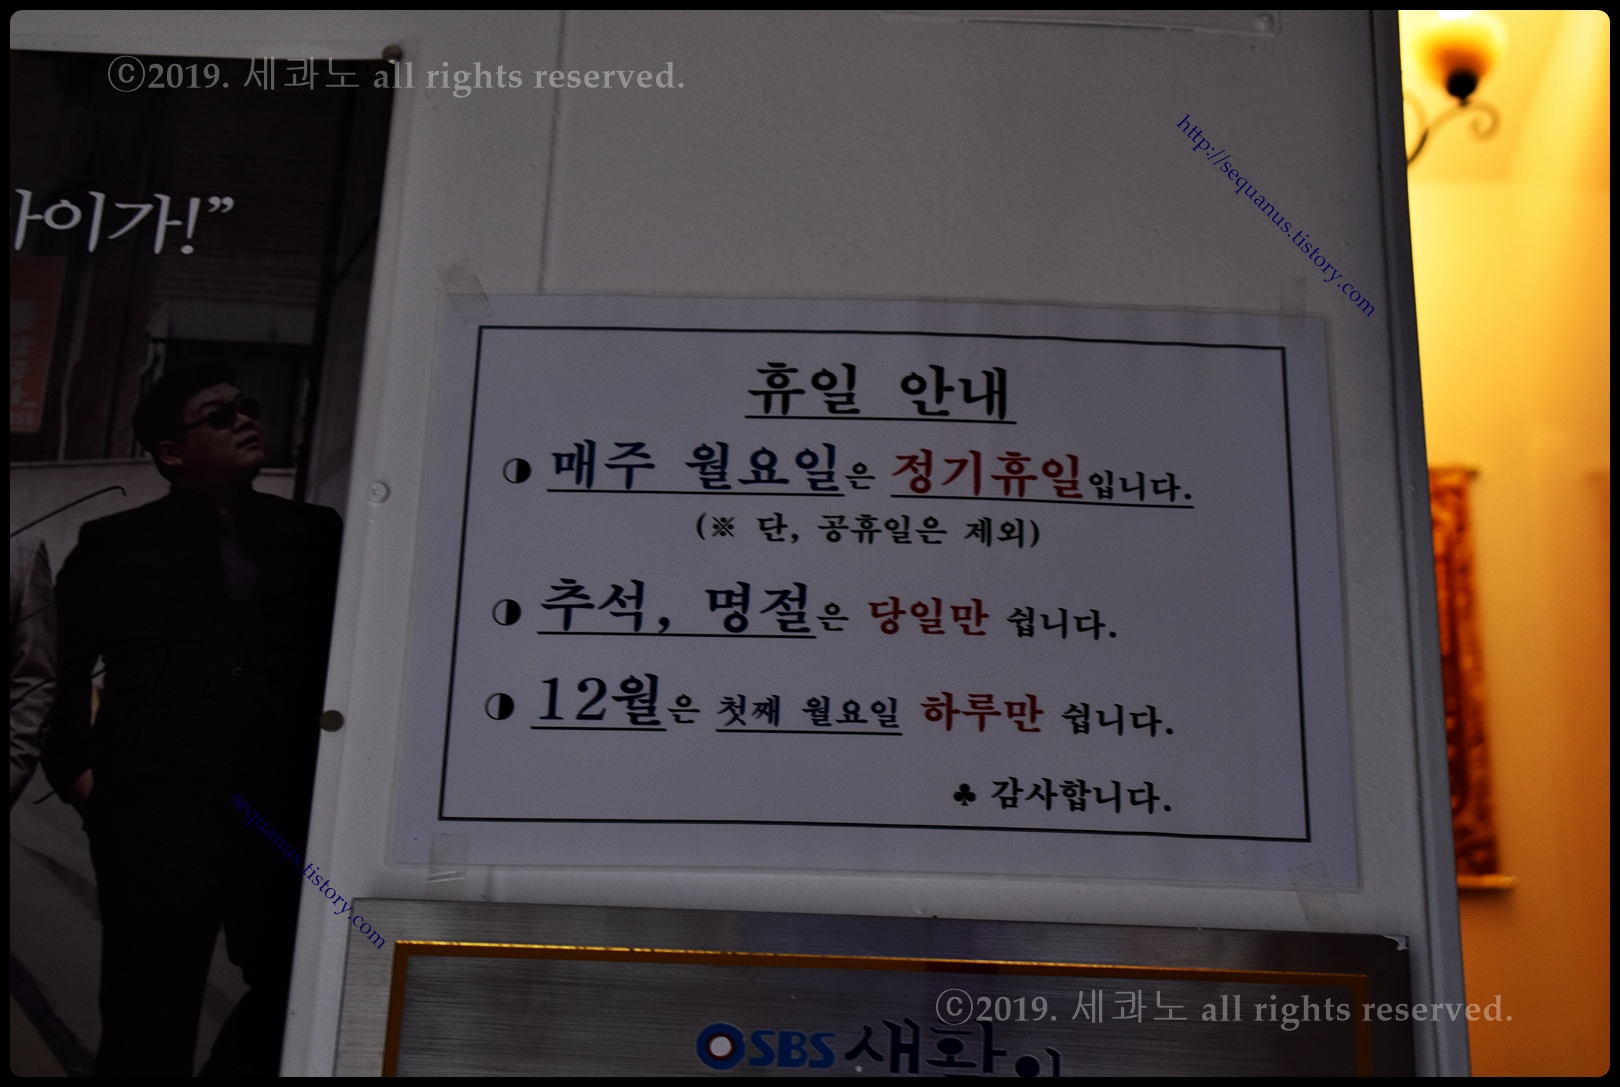 ⓒ2019. 세콰노 all rights reserved.
http://sequanus.tistory.com
아이가!”
휴일 안내
◑ 매주 월요일은 정기휴일입니다.
(※ 단, 공휴일은 제외)
◑ 추석, 명절은 당일만 쉽니다.
◑ 12월은 첫째 월요일 하루만 쉽니다.
♣ 감사합니다.
sequanus.tistory.com
ⓒ2019. 세콰노 all rights reserved.
SBS